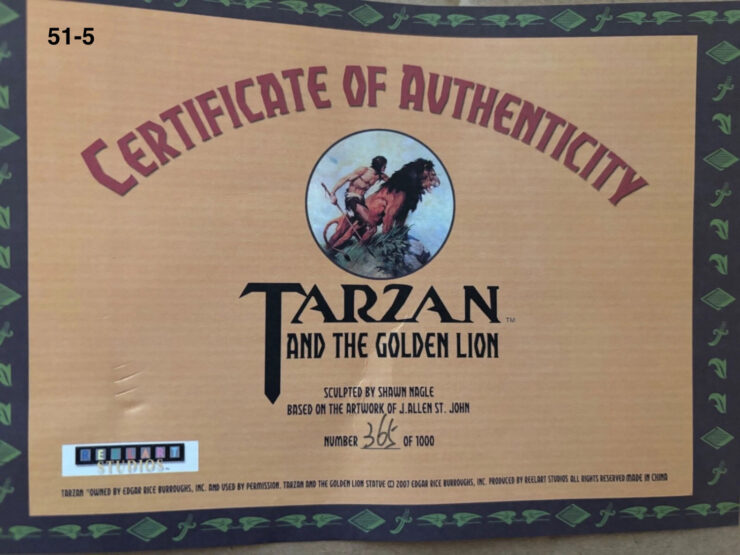 51-5
CERTIFICATE OF AUTHENTICITY
TARZAN™
AND THE GOLDEN LION
SCULPTED BY SHAWN NAGLE
BASED ON THE ARTWORK OF J. ALLEN ST. JOHN
NUMBER 365 OF 1000
REELART
STUDIOS™
TARZAN "OWNED BY EDGAR RICE BURROUGHS, INC. AND USED BY PERMISSION. TARZAN AND THE GOLDEN LION STATUE (C) 2007 EDGAR RICE BURROUGHS, INC. PRODUCED BY REELART STUDIOS ALL RIGHTS RESERVED MADE IN CHINA